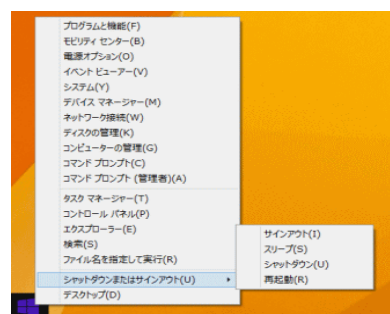 プログラムと機能(F)
モビリティ センター(B)
電源オプション(O)
イベント ビューアー(V)
システム(Y)
デバイス マネージャー(M)
ネットワーク接続(W)
ディスクの管理(K)
コンピューターの管理(G)
コマンド プロンプト(C)
コマンド プロンプト (管理者)(A)
タスク マネージャー(T)
コントロール パネル(P)
エクスプローラー(E)
検索(S)
ファイル名を指定して実行(R)
シャットダウンまたはサインアウト(U)
デスクトップ(D)
サインアウト(I)
スリープ(S)
シャットダウン(U)
再起動(R)